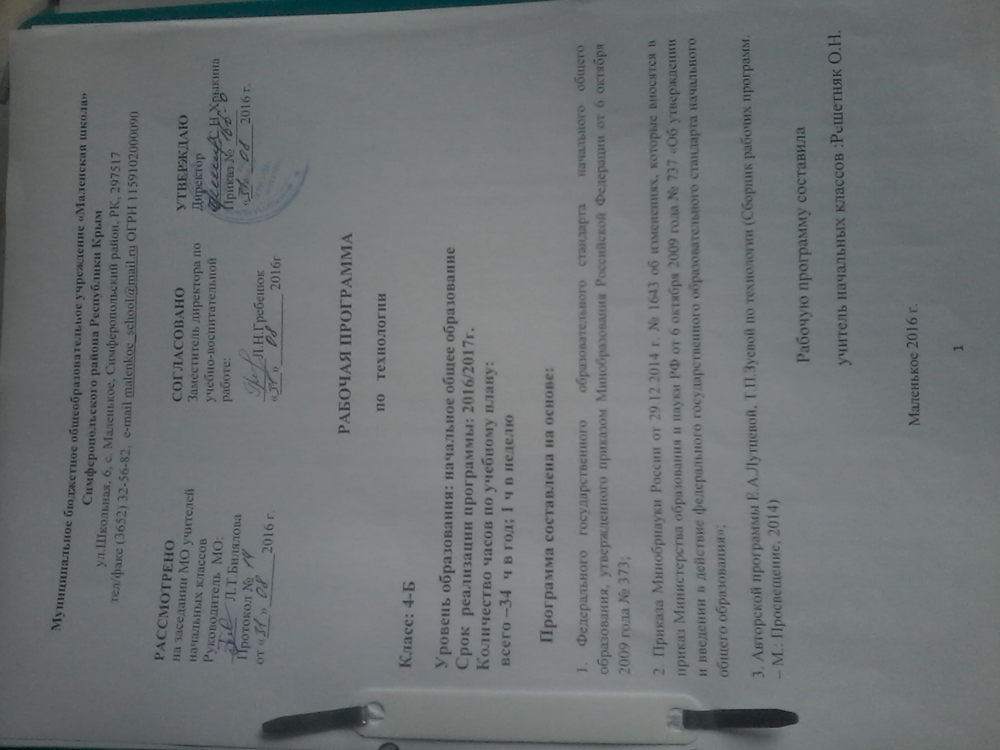 Муниципальное бюджетное общеобразовательное учреждение «Маленская школа»
Симферопольского района Республики Крым
ул.Школьная, 6, с. Маленькое, Симферопольский район, РК, 297517
тел/факс (3652) 32-56-82, e-mail malenkoe_school@mail.ru ОГРН 1159102000090
РАССМОТРЕНО
на заседании МО учителей
начальных классов
Руководитель МО:
Л.Т.Билялова
Протокол № 14
от «31» 08 2016 г.
СОГЛАСОВАНО
Заместитель директора по
учебно-воспитательной
работе:
Л.Н.Гребенюк
«31» 08 2016г
УТВЕРЖДАЮ
Директор
С.Н.Хрыкина
Приказ №
«31» 08 2016 г.
РАБОЧАЯ ПРОГРАММА
по технологии
Класс: 4-Б
Уровень образования: начальное общее образование
Срок реализации программы: 2016/2017г.
Количество часов по учебному плану:
всего –34 ч в год; 1 ч в неделю
Программа составлена на основе:
1. Федерального государственного образовательного стандарта начального общего
образования, утвержденного приказом Минобразования Российской Федерации от 6 октября
2009 года № 373;
2. Приказа Минобрнауки России от 29.12.2014 г. № 1643 об изменениях, которые вносятся в
приказ Министерства образования и науки РФ от 6 октября 2009 года № 737 «Об утверждении
и введении в действие федерального государственного образовательного стандарта начального
общего образования»;
3. Авторской программы Е.А.Лутцевой, Т.П.Зуевой по технологии (Сборник рабочих программ.
– М.: Просвещение, 2014)
Рабочую программу составила
учитель начальных классов :Решетняк О.Н.
Маленькое 2016 г.
1